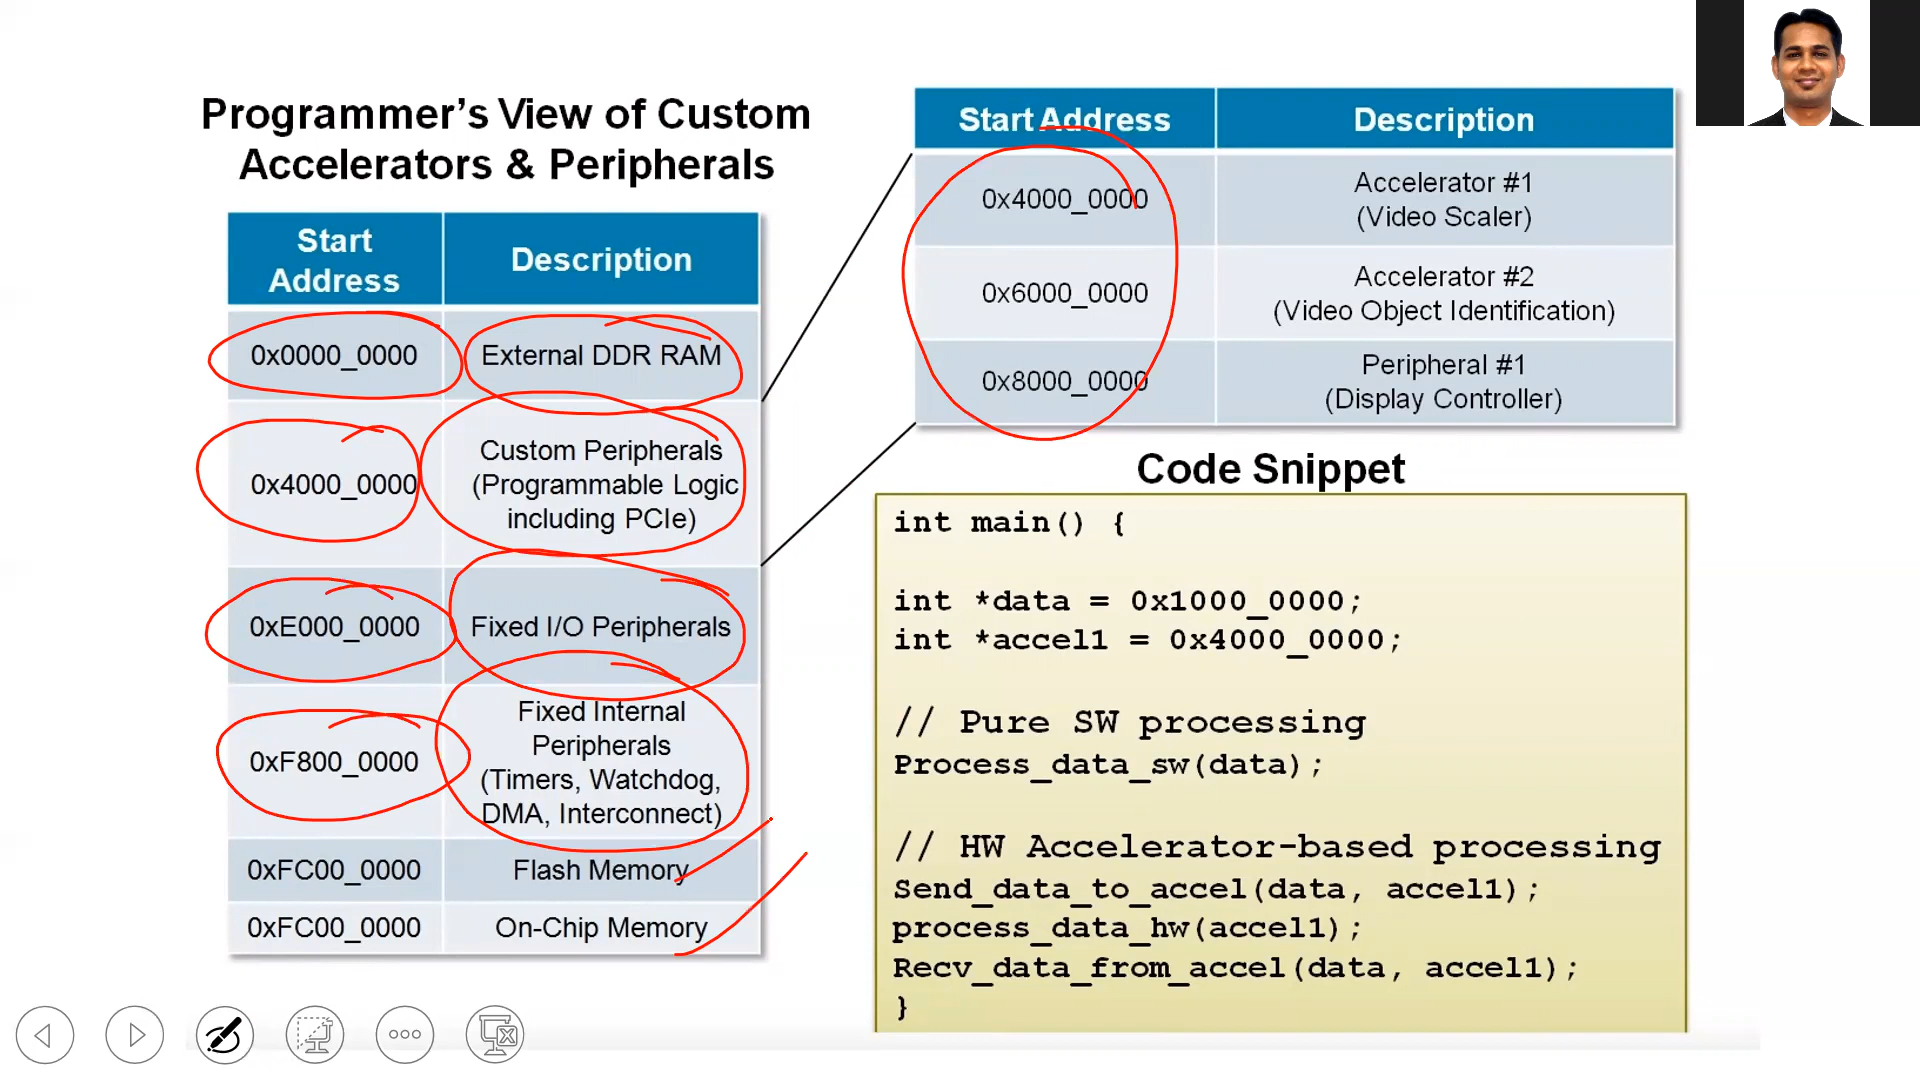 Programmer's View of Custom
Accelerators & Peripherals
Start
Address
Description
0x0000_0000
External DDR RAM
0x4000_0000
Custom Peripherals
(Programmable Logic
including PCIe)
0xE000_0000
Fixed I/O Peripherals
0xF800_0000
Fixed Internal
Peripherals
(Timers, Watchdog,
DMA, Interconnect)
0xFC00_0000
Flash Memory
0xFC00_0000
On-Chip Memory
Start Address
Description
0x4000_0000
Accelerator #1
(Video Scaler)
0x6000_0000
Accelerator #2
(Video Object Identification)
0x8000_0000
Peripheral #1
(Display Controller)
Code Snippet
int main() {
int *data = 0x1000_0000;
int *accel1 = 0x4000_0000;
// Pure SW processing
Process_data_sw(data);
// HW Accelerator-based processing
Send_data_to_accel(data, accel1);
process_data_hw(accel1);
Recv_data_from_accel(data, accel1);
}